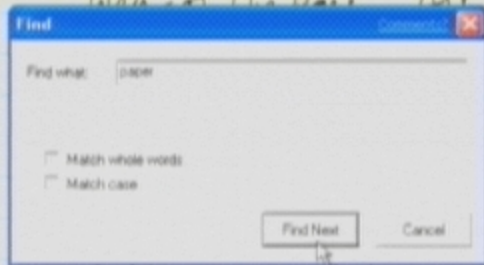 Find Comments?
Find what: paper
Match whole words
Match case
Find Next Cancel